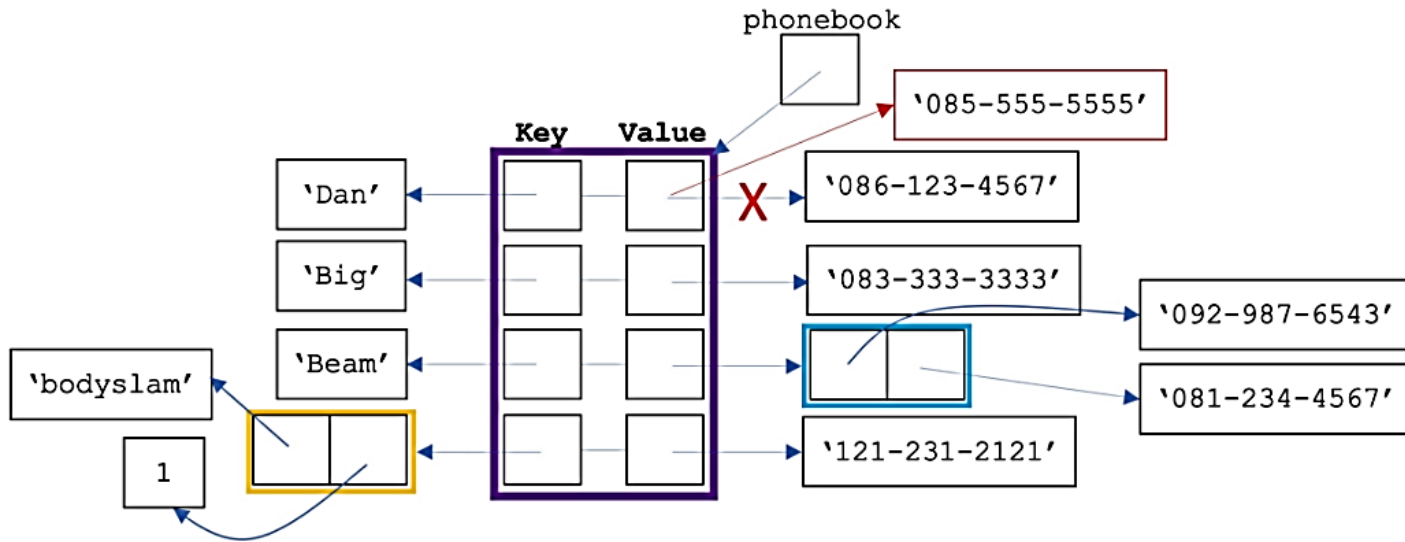 phonebook
‘085-555-5555’
Key Value
‘Dan’
‘086-123-4567’
X
‘Big’
‘083-333-3333’
‘092-987-6543’
‘Beam’
‘bodyslam’
‘081-234-4567’
1
‘121-231-2121’